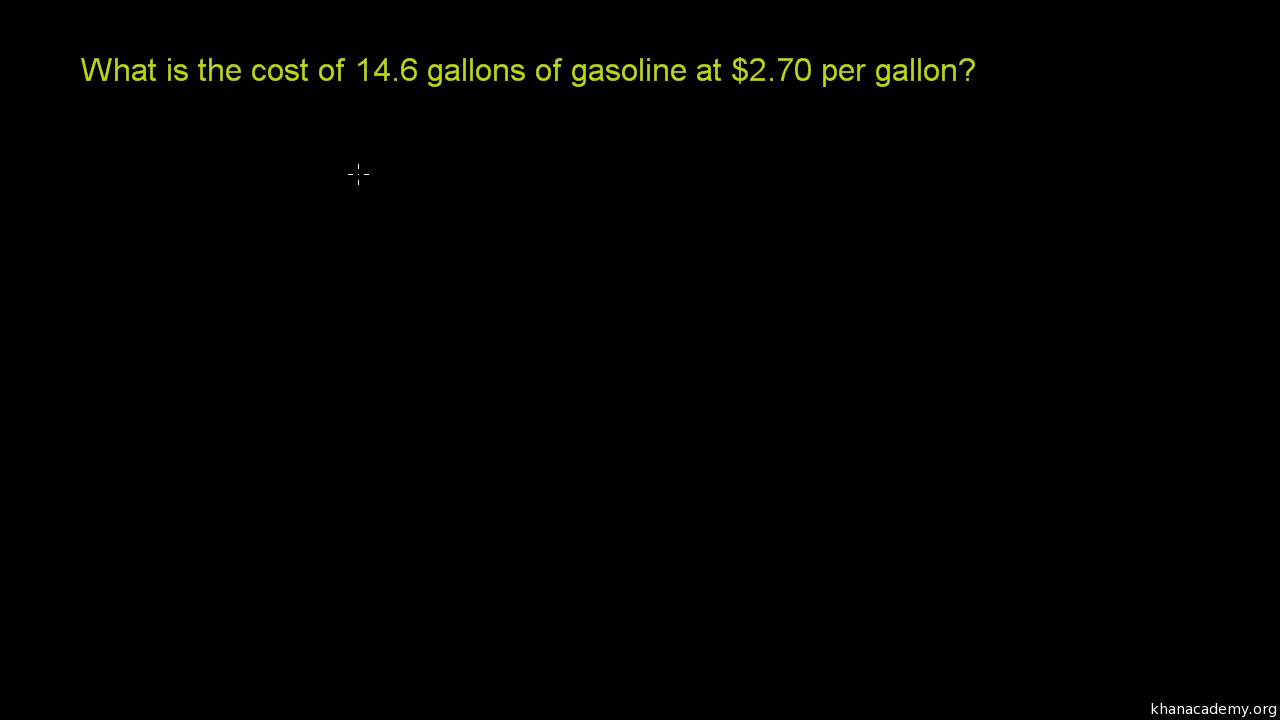 What is the cost of 14.6 gallons of gasoline at $2.70 per gallon?
khanacademy.org